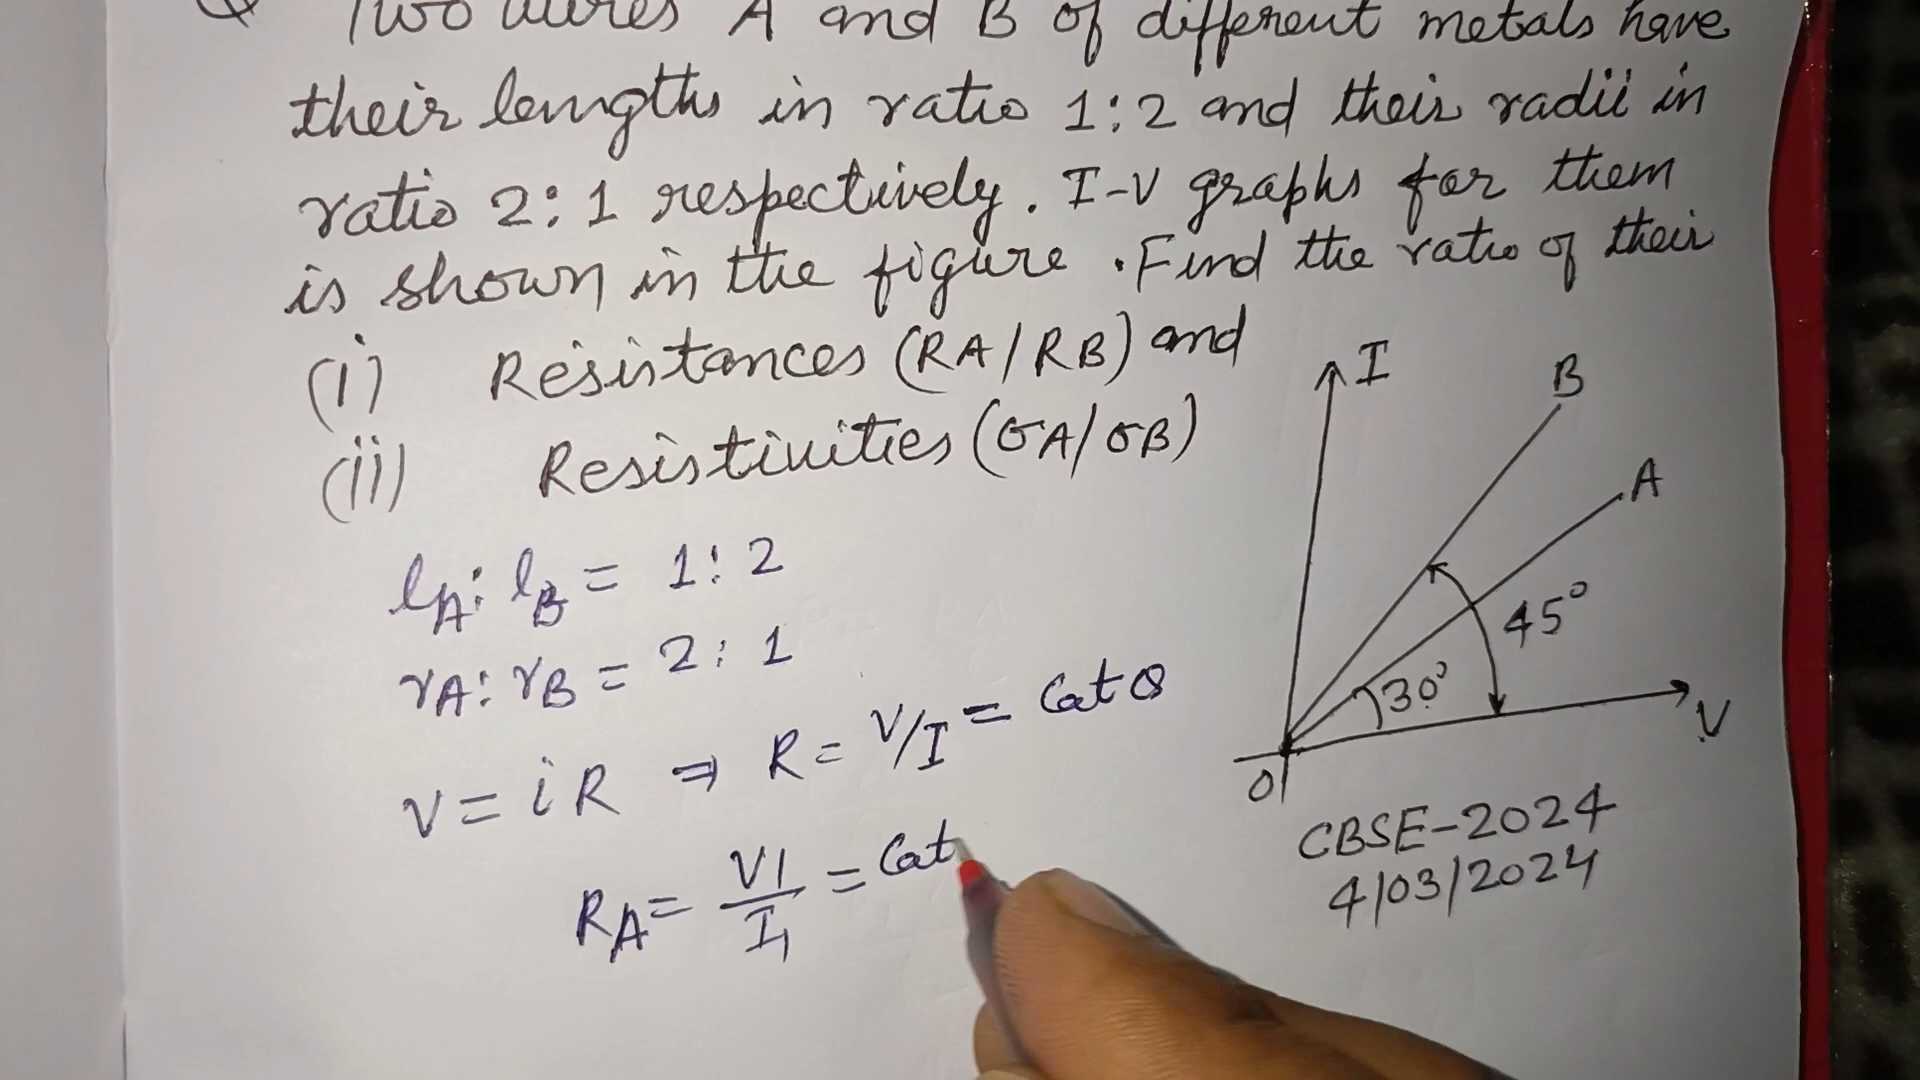 Q Two wires A and B of different metals have
their lengths in ratio 1:2 and their radii in
ratio 2:1 respectively. I-V graphs for them
is shown in the figure. Find the ratio of their
(i) Resistances (RA/RB) and
(ii) Resistivities (σA/σB)
I
B
A
45°
30°
V
O
CBSE-2024
4/03/2024
lA: lB = 1:2
rA: rB = 2:1
V = iR ⇒ R = V/I = Cot θ
RA = V1/I1 = Cot